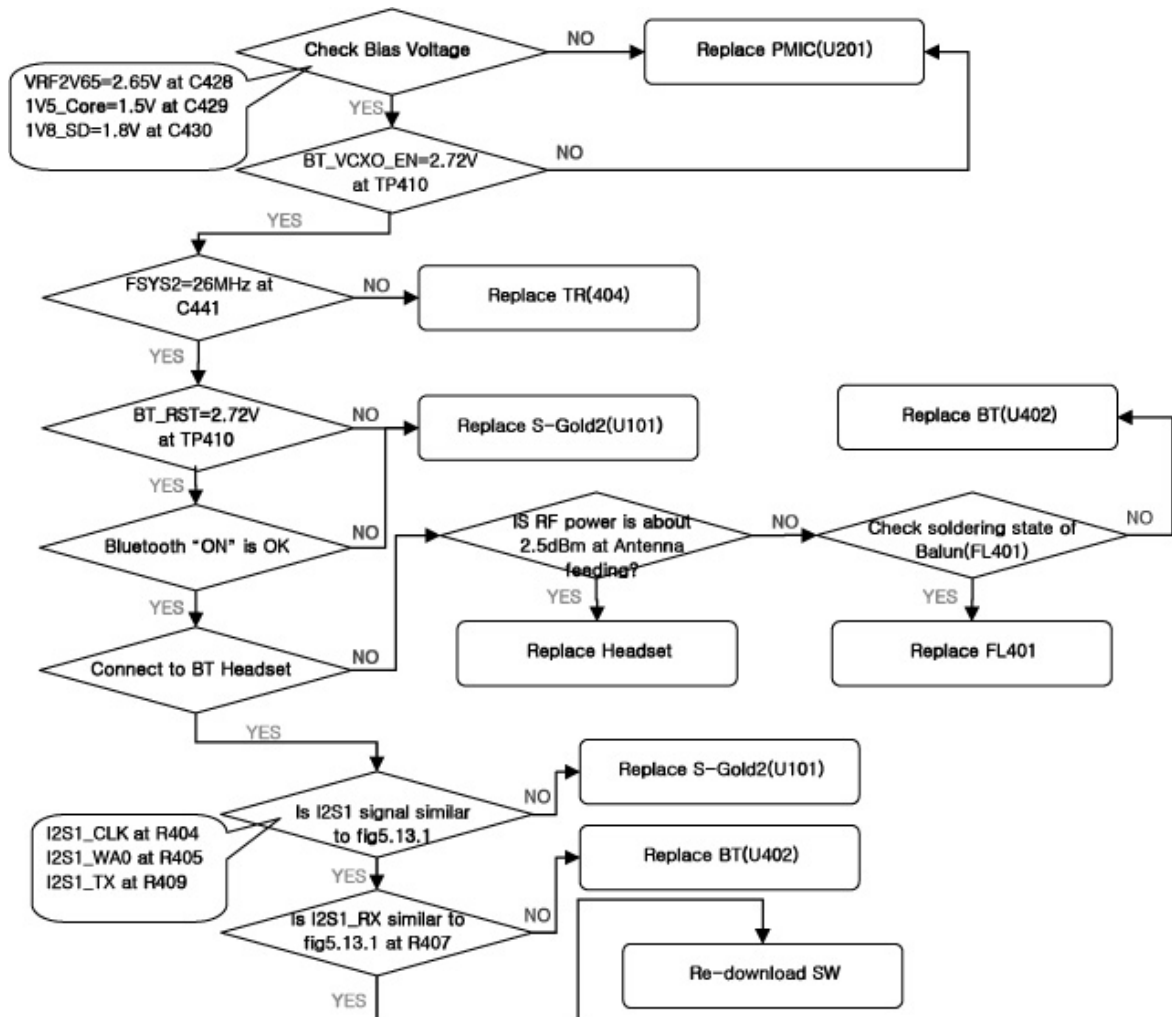 Check Bias Voltage
NO
Replace PMIC(U201)
VRF2V65=2.65V at C428
1V5_Core=1.5V at C429
1V8_SD=1.8V at C430
YES
BT_VCXO_EN=2.72V
at TP410
NO
YES
FSYS2=26MHz at
C441
NO
Replace TR(404)
YES
BT_RST=2.72V
at TP410
NO
Replace S-Gold2(U101)
Replace BT(U402)
YES
Bluetooth “ON” is OK
NO
IS RF power is about
2.5dBm at Antenna
feeding?
NO
Check soldering state of
Balun(FL401)
NO
YES
YES
YES
Connect to BT Headset
NO
Replace Headset
Replace FL401
YES
Is I2S1 signal similar
to fig5.13.1
NO
Replace S-Gold2(U101)
I2S1_CLK at R404
I2S1_WA0 at R405
I2S1_TX at R409
YES
Is I2S1_RX similar to
fig5.13.1 at R407
NO
Replace BT(U402)
YES
Re-download SW